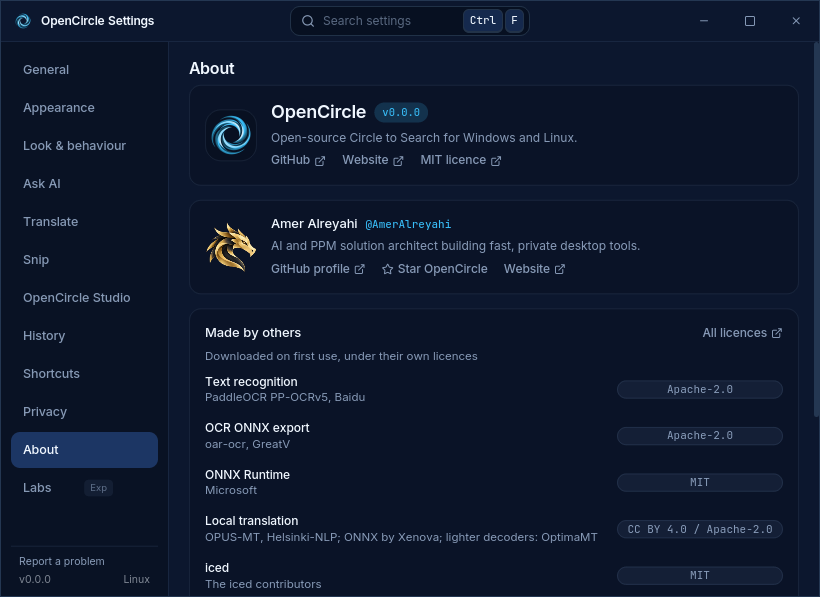 OpenCircle Settings
Search settings
Ctrl F
General
Appearance
Look & behaviour
Ask AI
Translate
Snip
OpenCircle Studio
History
Shortcuts
Privacy
About
Labs Exp
Report a problem
v0.0.0 Linux
About
OpenCircle v0.0.0
Open-source Circle to Search for Windows and Linux.
GitHub Website MIT licence
Amer Alreyahi @AmerAlreyahi
AI and PPM solution architect building fast, private desktop tools.
GitHub profile Star OpenCircle Website
Made by others All licences
Downloaded on first use, under their own licences
Text recognition
PaddleOCR PP-OCRv5, Baidu
Apache-2.0
OCR ONNX export
oar-ocr, GreatV
Apache-2.0
ONNX Runtime
Microsoft
MIT
Local translation
OPUS-MT, Helsinki-NLP; ONNX by Xenova; lighter decoders: OptimaMT
CC BY 4.0 / Apache-2.0
iced
The iced contributors
MIT